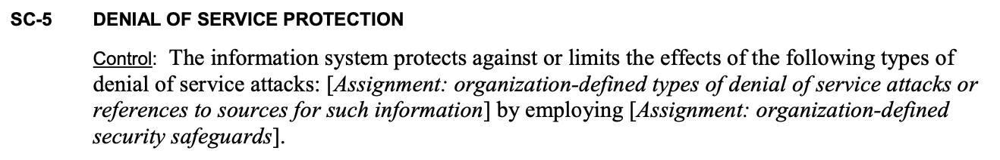 SC-5 DENIAL OF SERVICE PROTECTION
Control: The information system protects against or limits the effects of the following types of
denial of service attacks: [Assignment: organization-defined types of denial of service attacks or
references to sources for such information] by employing [Assignment: organization-defined
security safeguards].